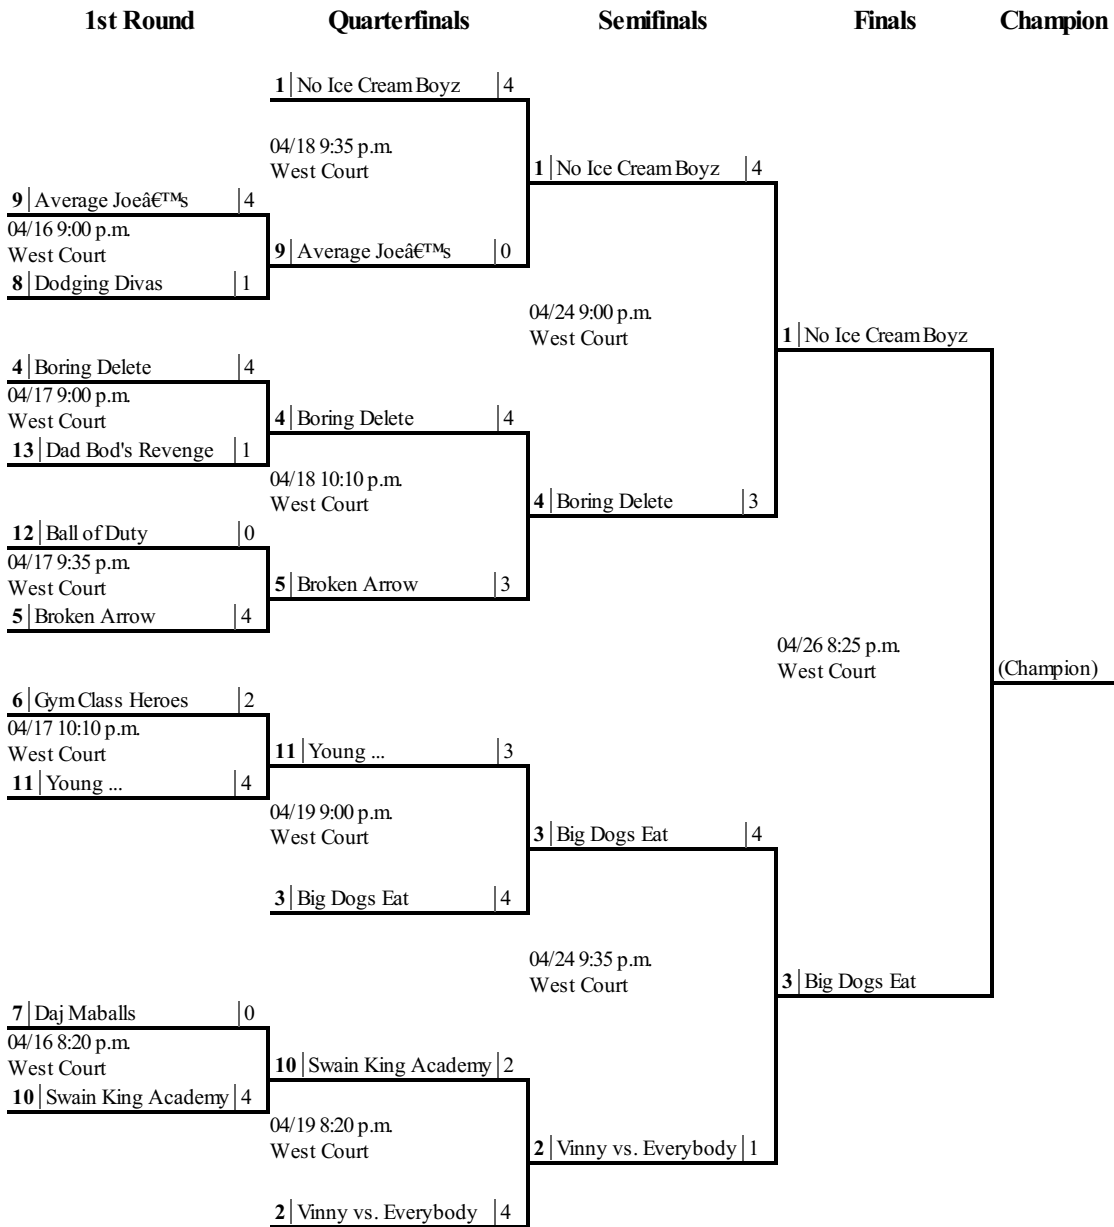 1st Round Quarterfinals Semifinals Finals Champion
1 No Ice Cream Boyz 4
04/18 9:35 p.m.
West Court
1 No Ice Cream Boyz 4
9 Average Joeâ€™s 4
04/16 9:00 p.m.
West Court
9 Average Joeâ€™s 0
8 Dodging Divas 1
04/24 9:00 p.m.
West Court
1 No Ice Cream Boyz
4 Boring Delete 4
04/17 9:00 p.m.
West Court
4 Boring Delete 4
13 Dad Bod's Revenge 1
04/18 10:10 p.m.
West Court
4 Boring Delete 3
12 Ball of Duty 0
04/17 9:35 p.m.
West Court
5 Broken Arrow 3
5 Broken Arrow 4
04/26 8:25 p.m.
West Court
(Champion)
6 Gym Class Heroes 2
04/17 10:10 p.m.
West Court
11 Young ... 3
11 Young ... 4
04/19 9:00 p.m.
West Court
3 Big Dogs Eat 4
3 Big Dogs Eat 4
04/24 9:35 p.m.
West Court
3 Big Dogs Eat
7 Daj Maballs 0
04/16 8:20 p.m.
West Court
10 Swain King Academy 2
10 Swain King Academy 4
04/19 8:20 p.m.
West Court
2 Vinny vs. Everybody 1
2 Vinny vs. Everybody 4